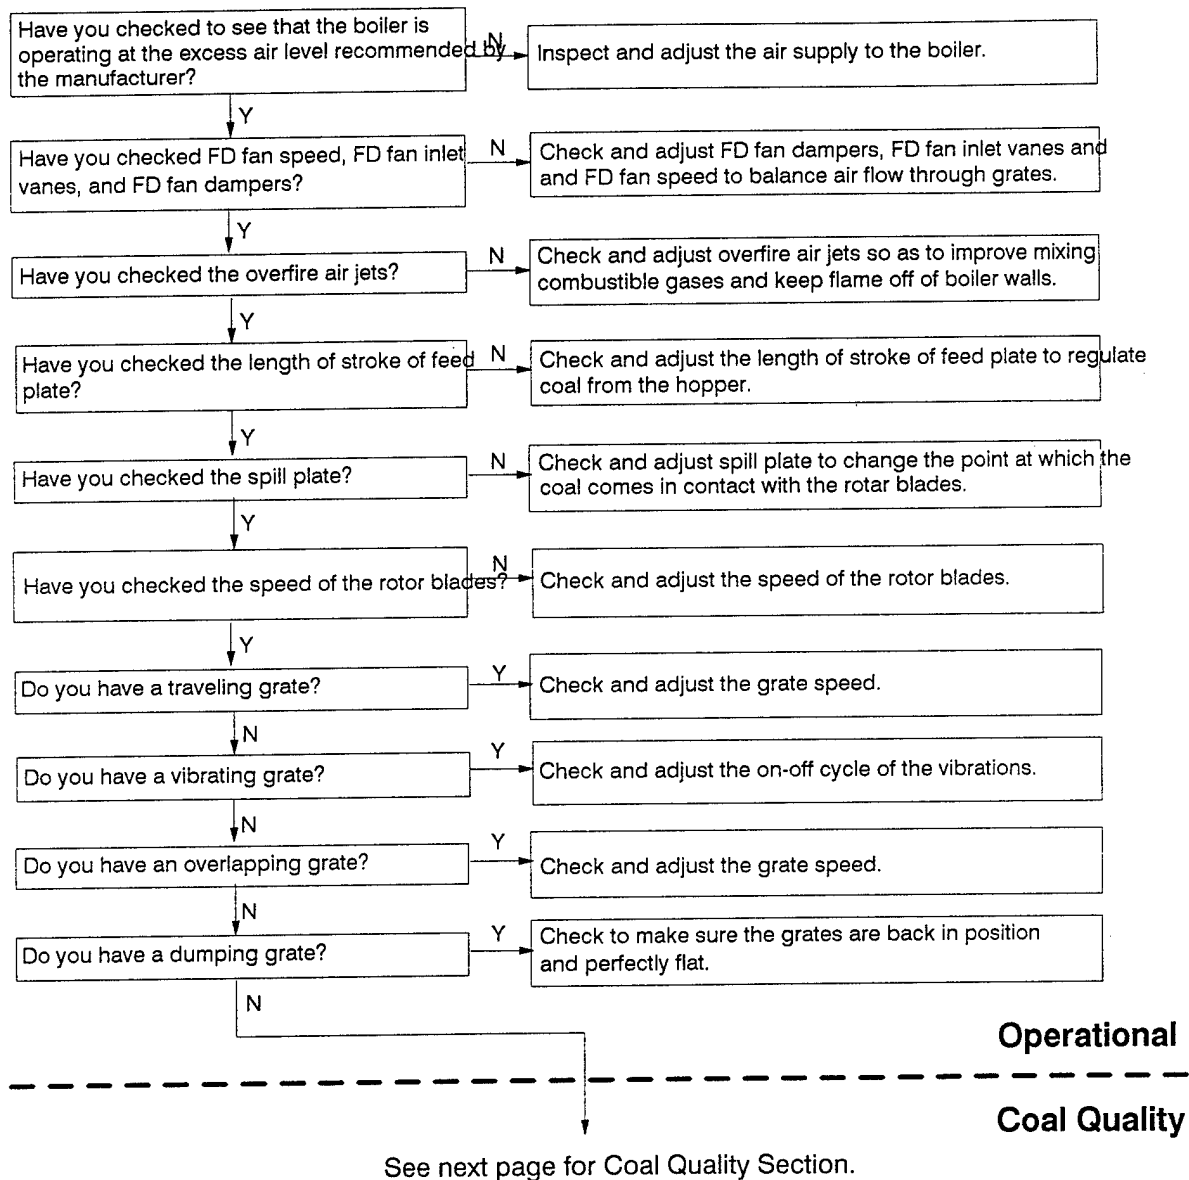 Have you checked to see that the boiler is
operating at the excess air level recommended by
the manufacturer?
N
Inspect and adjust the air supply to the boiler.
Y
Have you checked FD fan speed, FD fan inlet
vanes, and FD fan dampers?
N
Check and adjust FD fan dampers, FD fan inlet vanes and
and FD fan speed to balance air flow through grates.
Y
Have you checked the overfire air jets?
N
Check and adjust overfire air jets so as to improve mixing
combustible gases and keep flame off of boiler walls.
Y
Have you checked the length of stroke of feed
plate?
N
Check and adjust the length of stroke of feed plate to regulate
coal from the hopper.
Y
Have you checked the spill plate?
N
Check and adjust spill plate to change the point at which the
coal comes in contact with the rotar blades.
Y
Have you checked the speed of the rotor blades?
N
Check and adjust the speed of the rotor blades.
Y
Do you have a traveling grate?
Y
Check and adjust the grate speed.
N
Do you have a vibrating grate?
Y
Check and adjust the on-off cycle of the vibrations.
N
Do you have an overlapping grate?
Y
Check and adjust the grate speed.
N
Do you have a dumping grate?
Y
Check to make sure the grates are back in position
and perfectly flat.
N
Operational
Coal Quality
See next page for Coal Quality Section.